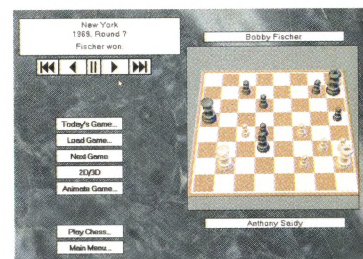 New York
1969, Round ?
Fischer won
Bobby Fischer
Today's Game...
Load Game...
Next Game
2D/3D
Animate Game...
Anthony Saidy
Play Chess...
Main Menu...